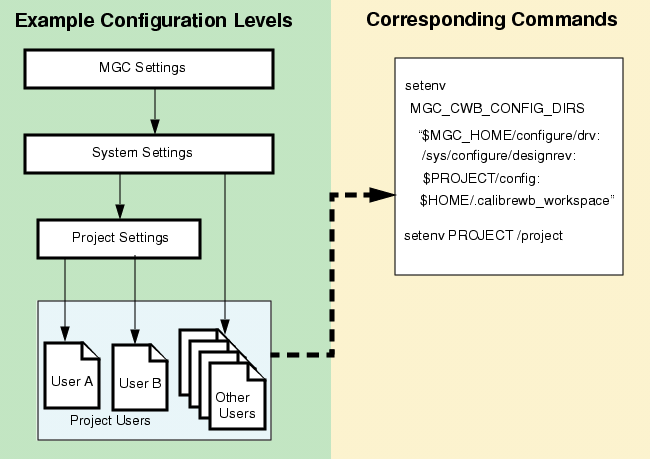 Example Configuration Levels
MGC Settings
System Settings
Project Settings
User A
User B
Other
Users
Project Users
Corresponding Commands
setenv
MGC_CWB_CONFIG_DIRS
“$MGC_HOME/configure/drv:
/sys/configure/designrev:
$PROJECT/config:
$HOME/.calibrewb_workspace”
setenv PROJECT /project